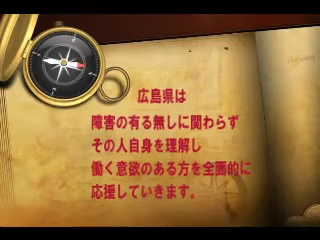 広島県は
障害の有る無しに関わらず
その人自身を理解し
働く意欲のある方を全面的に
応援していきます。